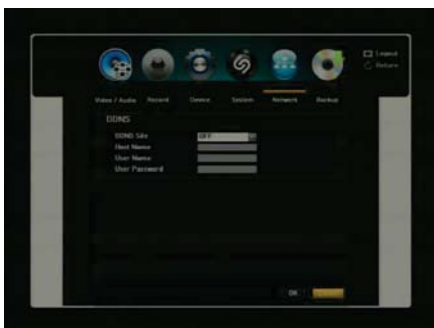 Logout
Return
Video / Audio Record Device System Network Backup
DDNS
DDNS Site OFF
Host Name
User Name
User Password
OK